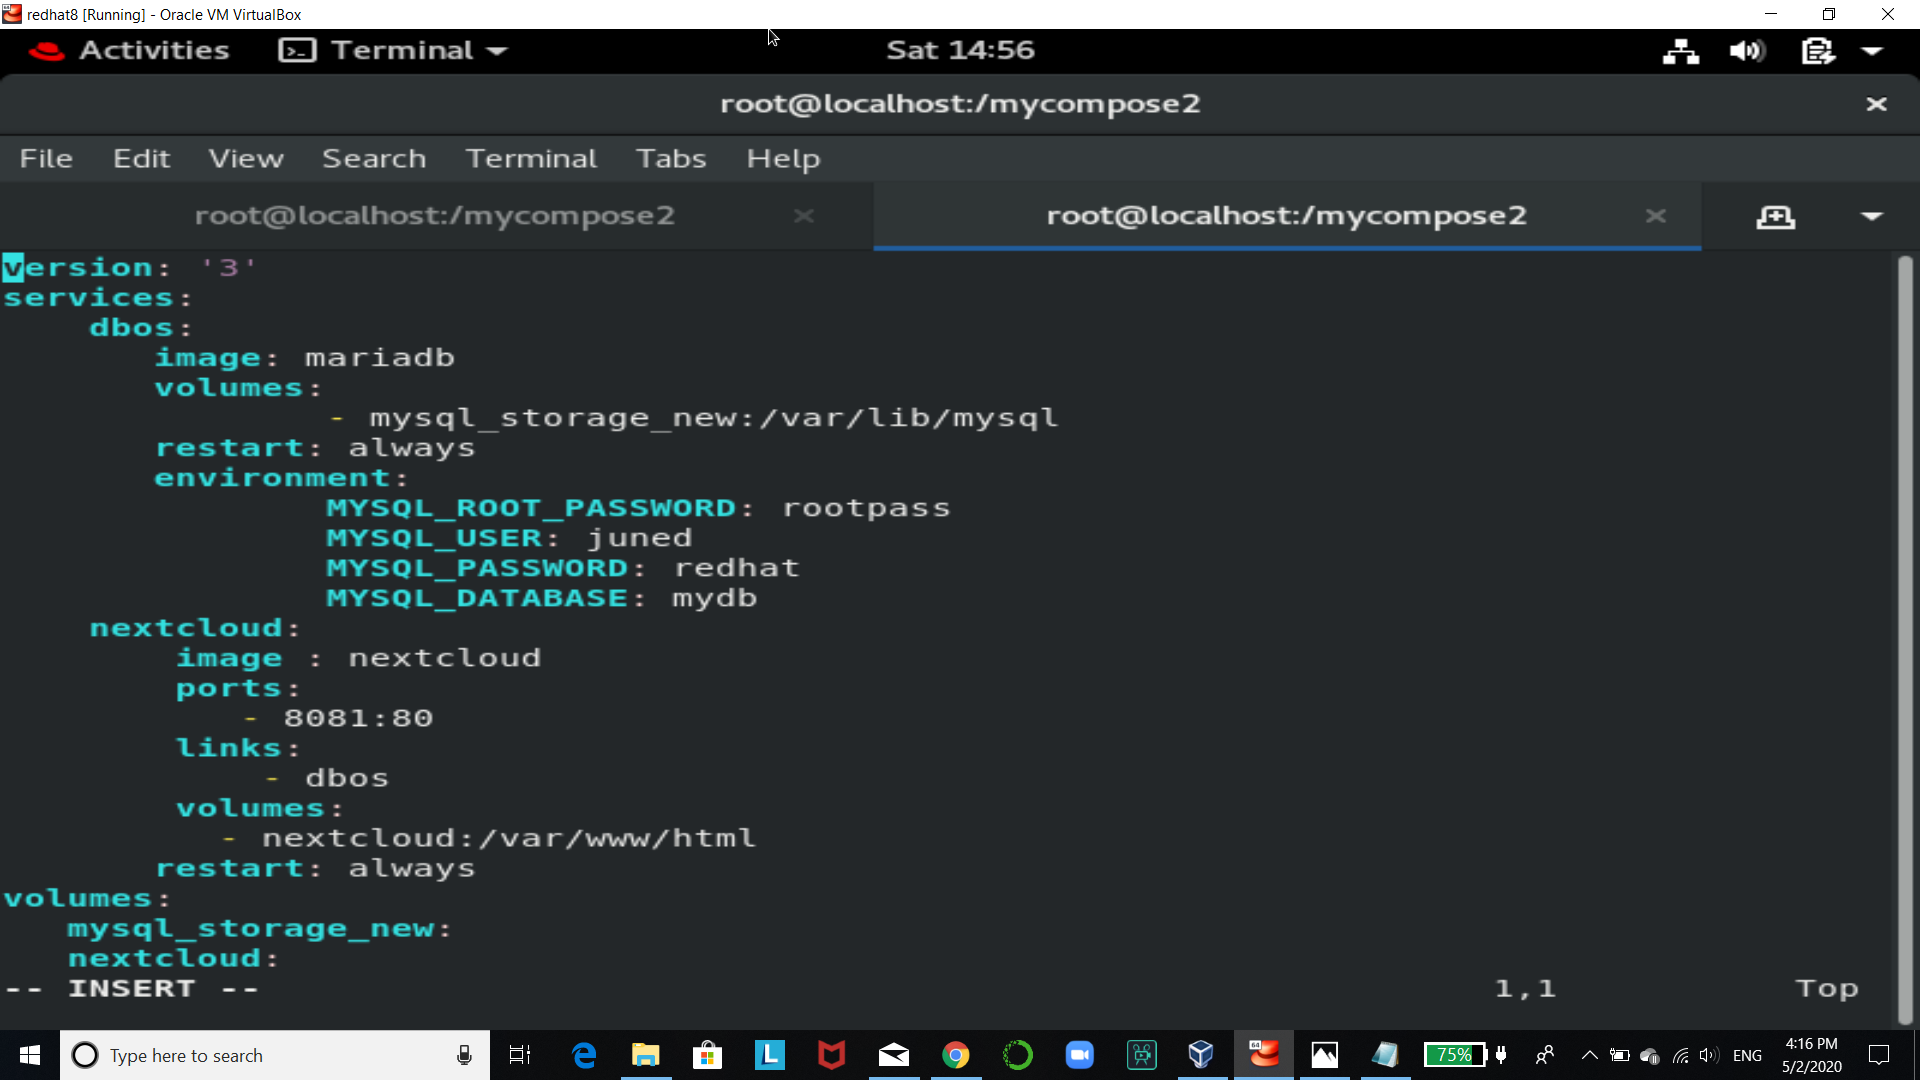 redhat8 [Running] - Oracle VM VirtualBox
Activities Terminal Sat 14:56
root@localhost:/mycompose2
File Edit View Search Terminal Tabs Help
root@localhost:/mycompose2 root@localhost:/mycompose2
version: '3'
services:
dbos:
image: mariadb
volumes:
- mysql_storage_new:/var/lib/mysql
restart: always
environment:
MYSQL_ROOT_PASSWORD: rootpass
MYSQL_USER: juned
MYSQL_PASSWORD: redhat
MYSQL_DATABASE: mydb
nextcloud:
image : nextcloud
ports:
- 8081:80
links:
- dbos
volumes:
- nextcloud:/var/www/html
restart: always
volumes:
mysql_storage_new:
nextcloud:
-- INSERT -- 1,1 Top
Type here to search 75% ENG 4:16 PM
5/2/2020